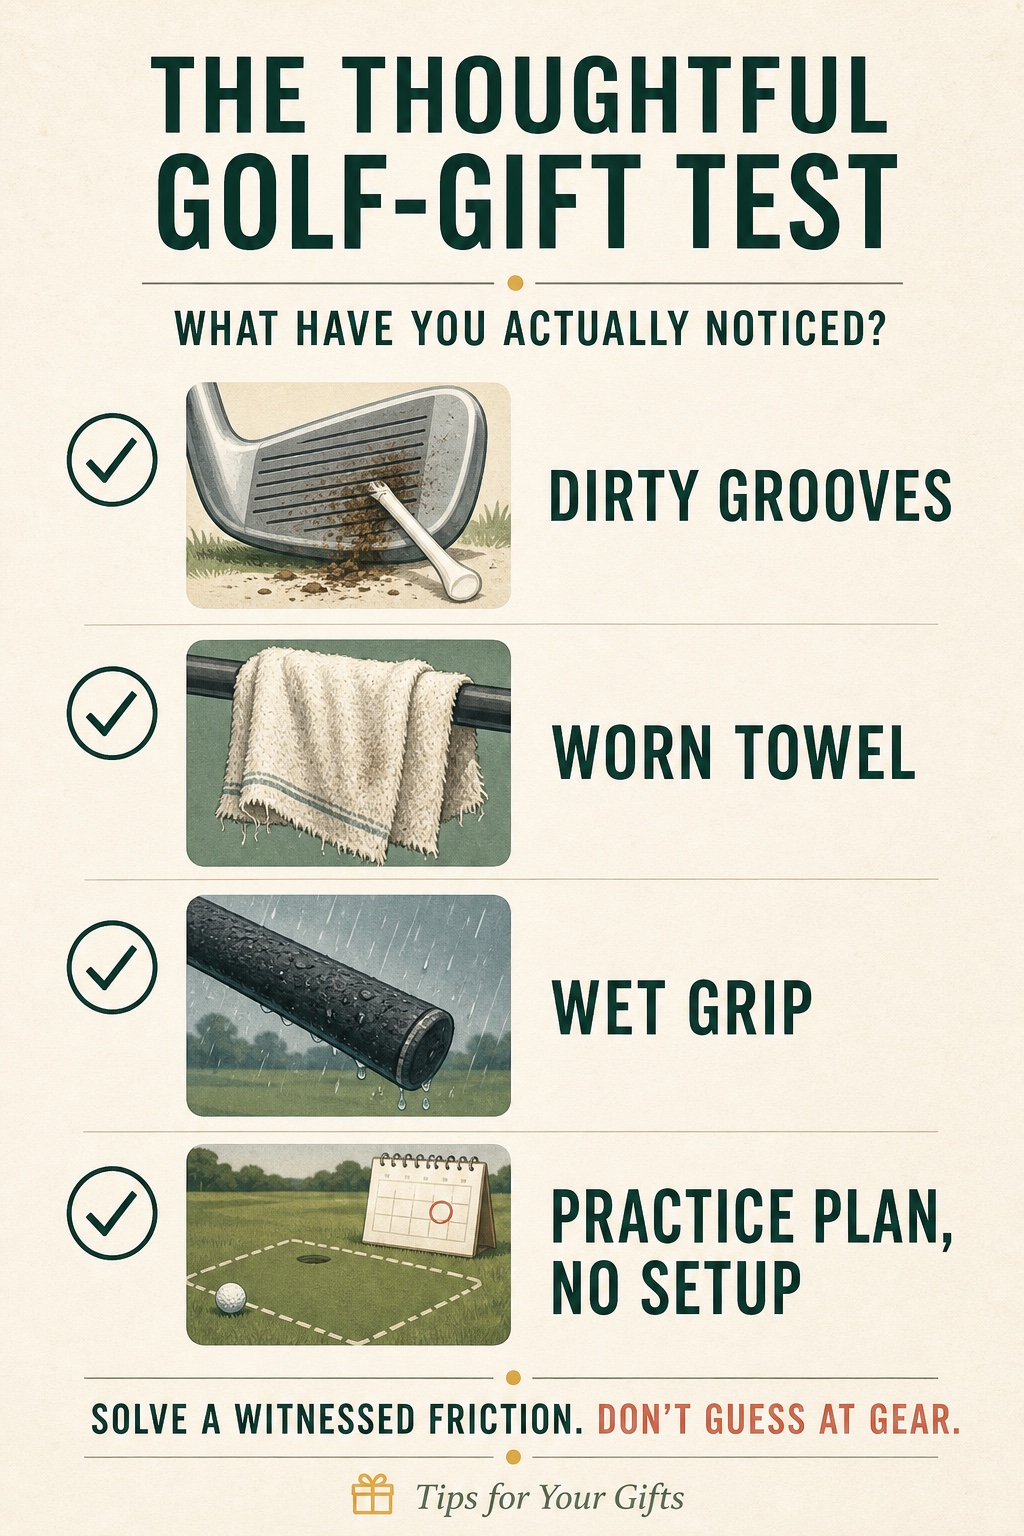 THE THOUGHTFUL
GOLF-GIFT TEST
WHAT HAVE YOU ACTUALLY NOTICED?
DIRTY GROOVES
WORN TOWEL
WET GRIP
PRACTICE PLAN,
NO SETUP
SOLVE A WITNESSED FRICTION. DON'T GUESS AT GEAR.
Tips for Your Gifts